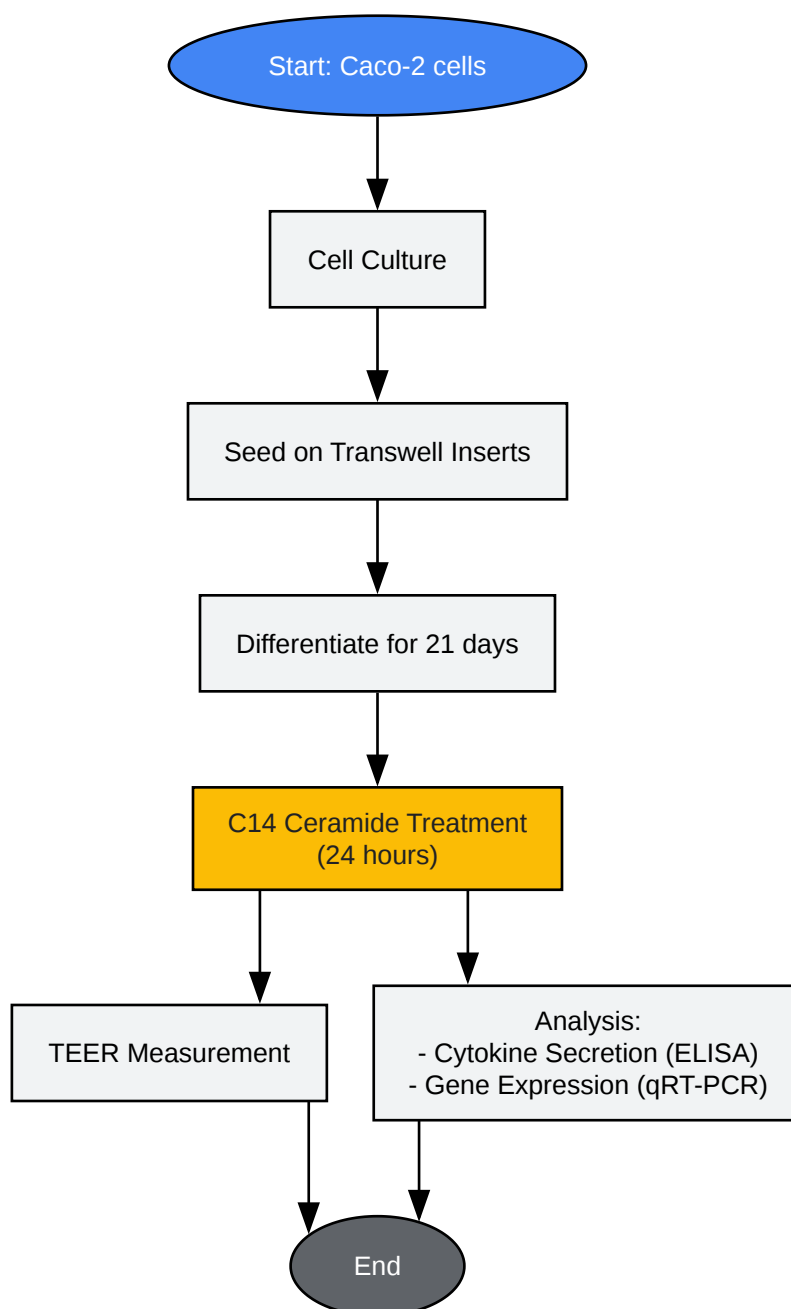 Start: Caco-2 cells
Cell Culture
Seed on Transwell Inserts
Differentiate for 21 days
C14 Ceramide Treatment
(24 hours)
TEER Measurement
Analysis:
- Cytokine Secretion (ELISA)
- Gene Expression (qRT-PCR)
End